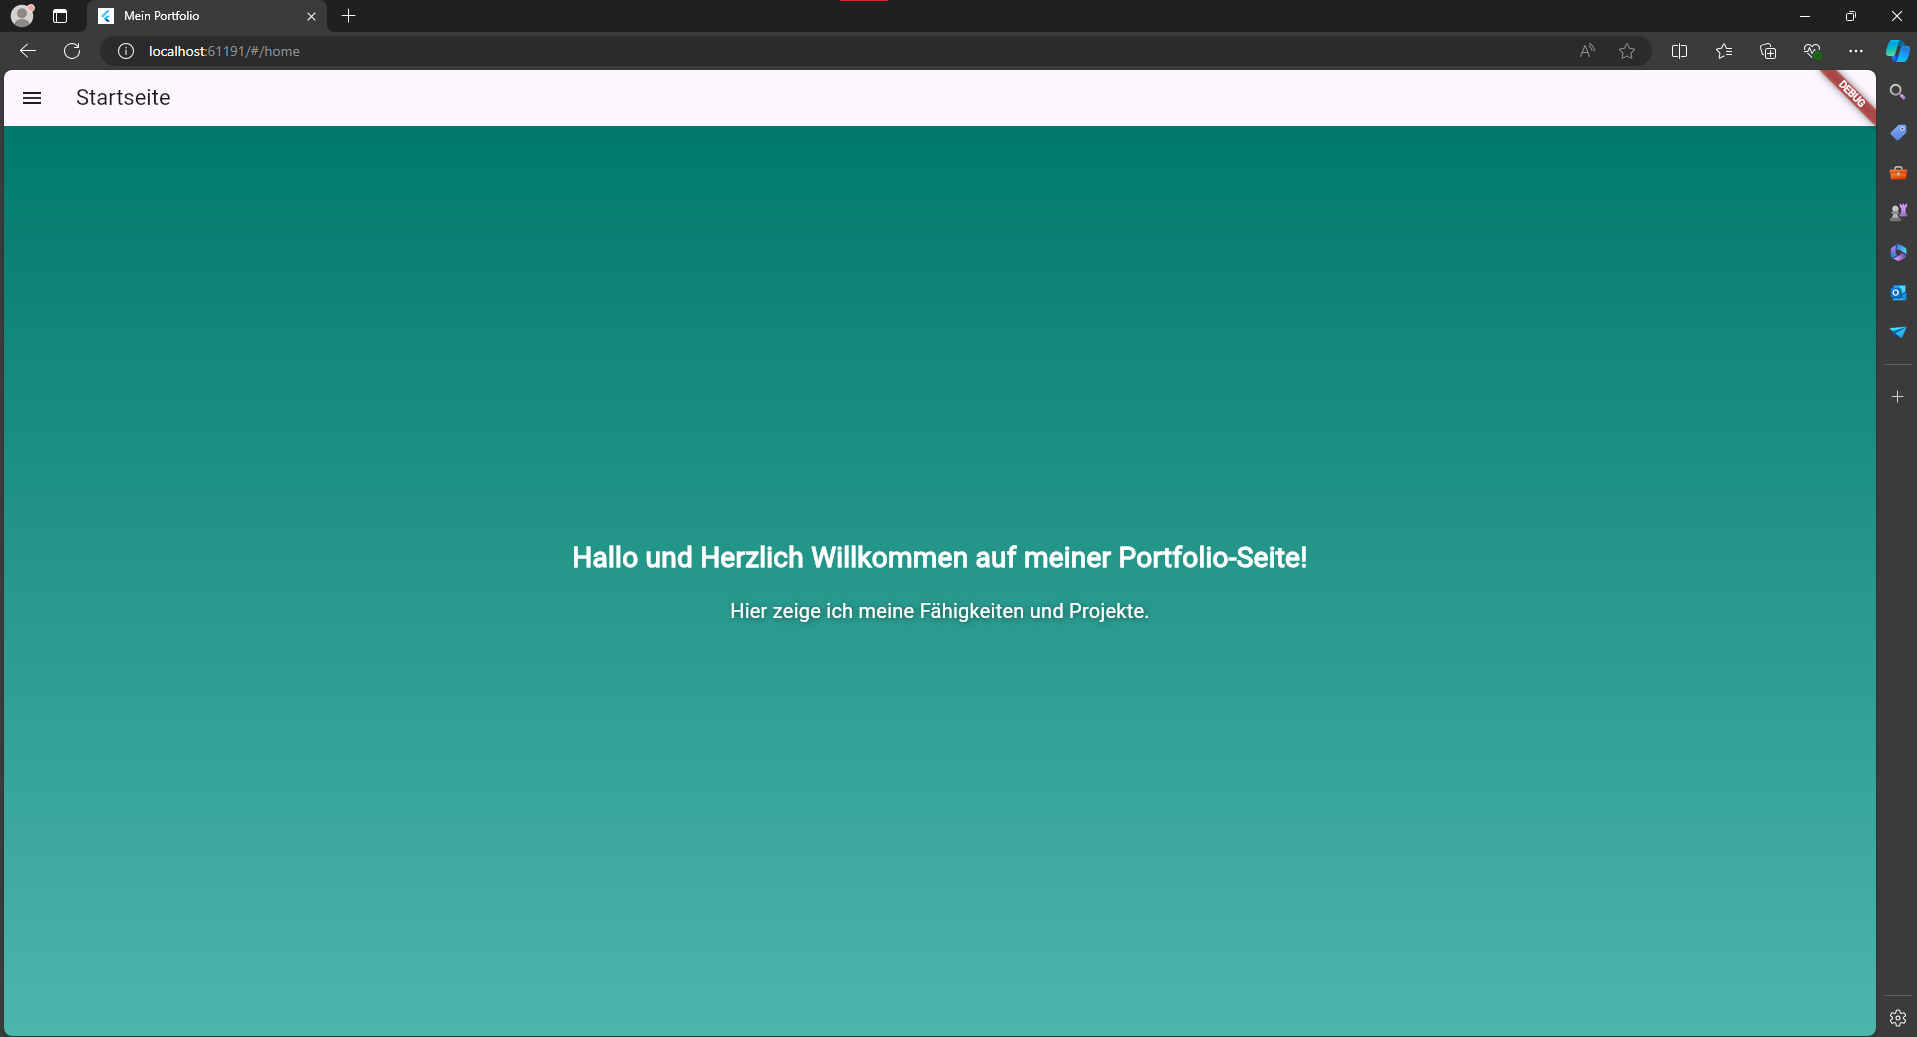 Mein Portfolio
localhost:61191/#/home
Startseite
DEBUG
Hallo und Herzlich Willkommen auf meiner Portfolio-Seite!
Hier zeige ich meine Fähigkeiten und Projekte.